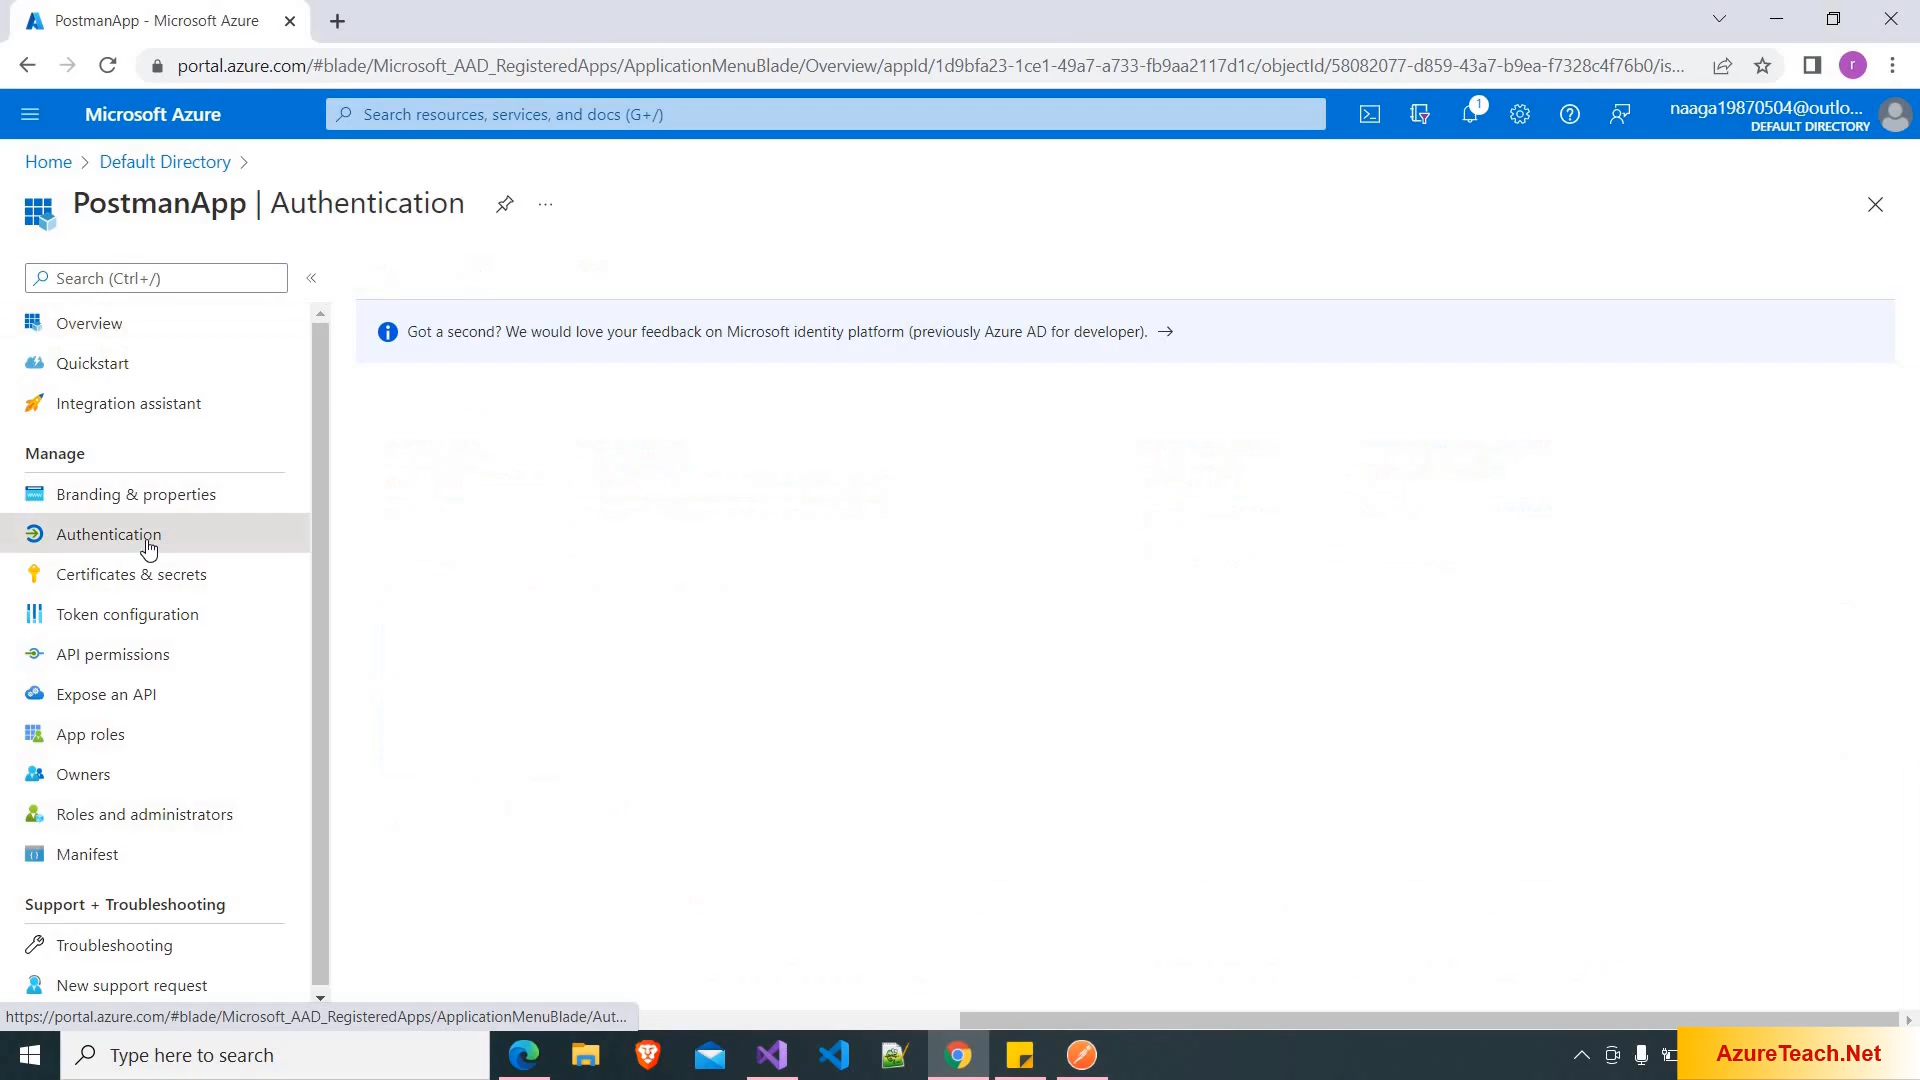 PostmanApp - Microsoft Azure
portal.azure.com/#blade/Microsoft_AAD_RegisteredApps/ApplicationMenuBlade/Overview/appId/1d9bfa23-1ce1-49a7-a733-fb9aa2117d1c/objectId/58082077-d859-43a7-b9ea-f7328c4f76b0/is...
r
Microsoft Azure
Search resources, services, and docs (G+/)
1
naaga19870504@outlo...
DEFAULT DIRECTORY
Home > Default Directory >
PostmanApp | Authentication
...
Search (Ctrl+/)
«
Got a second? We would love your feedback on Microsoft identity platform (previously Azure AD for developer). →
Overview
Quickstart
Integration assistant
Manage
Branding & properties
Authentication
Certificates & secrets
Token configuration
API permissions
Expose an API
App roles
Owners
Roles and administrators
Manifest
Support + Troubleshooting
Troubleshooting
New support request
https://portal.azure.com/#blade/Microsoft_AAD_RegisteredApps/ApplicationMenuBlade/Aut...
Type here to search
AzureTeach.Net